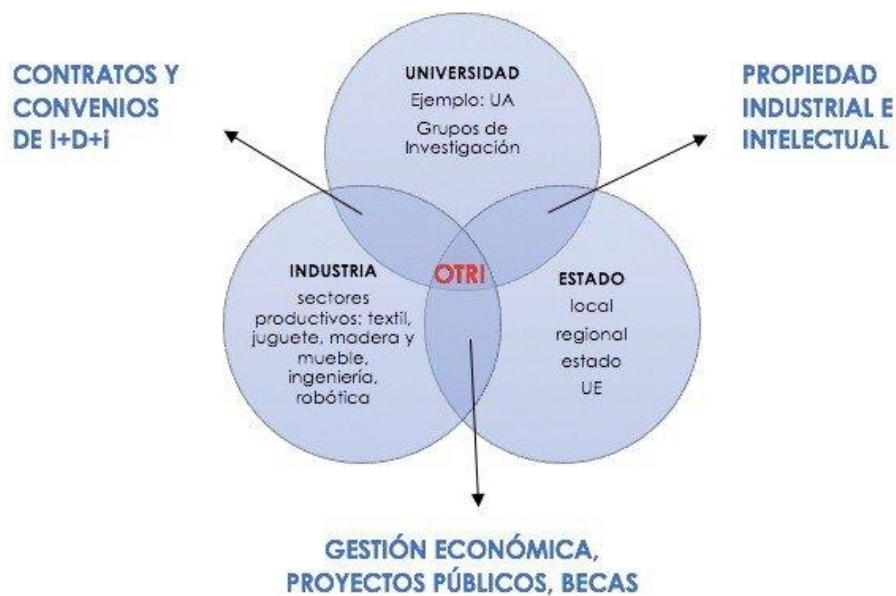 CONTRATOS Y
CONVENIOS
DE I+D+i
UNIVERSIDAD
Ejemplo: UA
Grupos de
Investigación
PROPIEDAD
INDUSTRIAL E
INTELECTUAL
INDUSTRIA
sectores
productivos: textil,
juguete, madera y
mueble,
ingeniería,
robótica
OTRI
ESTADO
local
regional
estado
UE
GESTIÓN ECONÓMICA,
PROYECTOS PÚBLICOS, BECAS